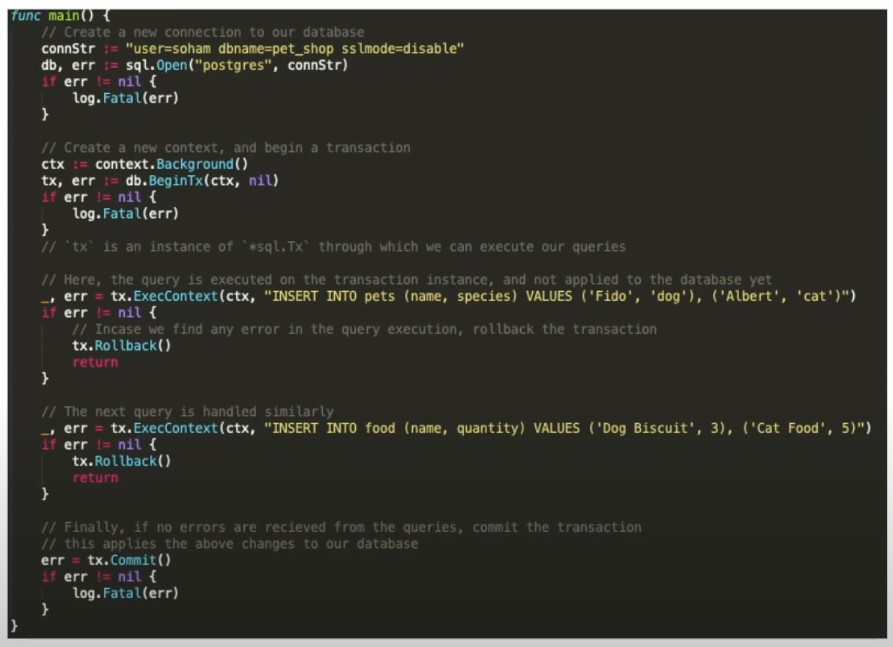 func main() {
    // Create a new connection to our database
    connStr := "user=soham dbname=pet_shop sslmode=disable"
    db, err := sql.Open("postgres", connStr)
    if err != nil {
        log.Fatal(err)
    }

    // Create a new context, and begin a transaction
    ctx := context.Background()
    tx, err := db.BeginTx(ctx, nil)
    if err != nil {
        log.Fatal(err)
    }
    // `tx` is an instance of `*sql.Tx` through which we can execute our queries

    // Here, the query is executed on the transaction instance, and not applied to the database yet
    _, err = tx.ExecContext(ctx, "INSERT INTO pets (name, species) VALUES ('Fido', 'dog'), ('Albert', 'cat')")
    if err != nil {
        // Incase we find any error in the query execution, rollback the transaction
        tx.Rollback()
        return
    }

    // The next query is handled similarly
    _, err = tx.ExecContext(ctx, "INSERT INTO food (name, quantity) VALUES ('Dog Biscuit', 3), ('Cat Food', 5)")
    if err != nil {
        tx.Rollback()
        return
    }

    // Finally, if no errors are recieved from the queries, commit the transaction
    // this applies the above changes to our database
    err = tx.Commit()
    if err != nil {
        log.Fatal(err)
    }
}